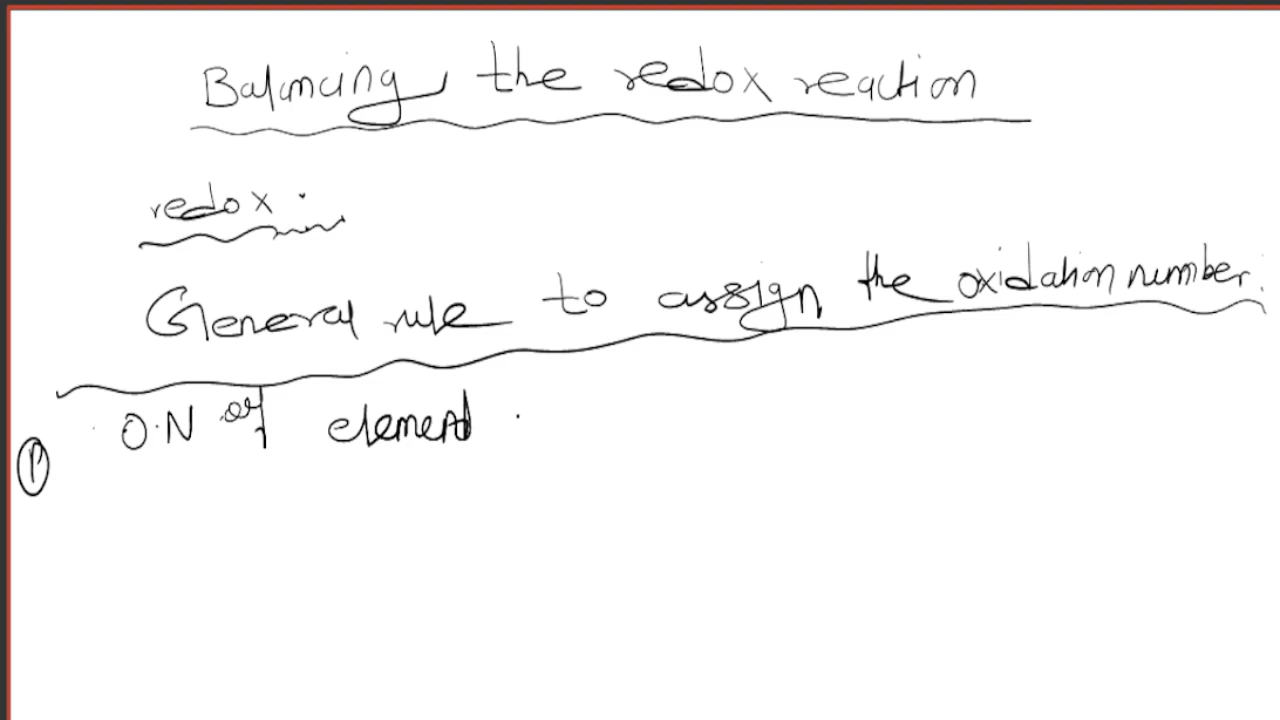 Balancing the redox reaction
redox.
General rule to assign the oxidation number.
① O.N of element.